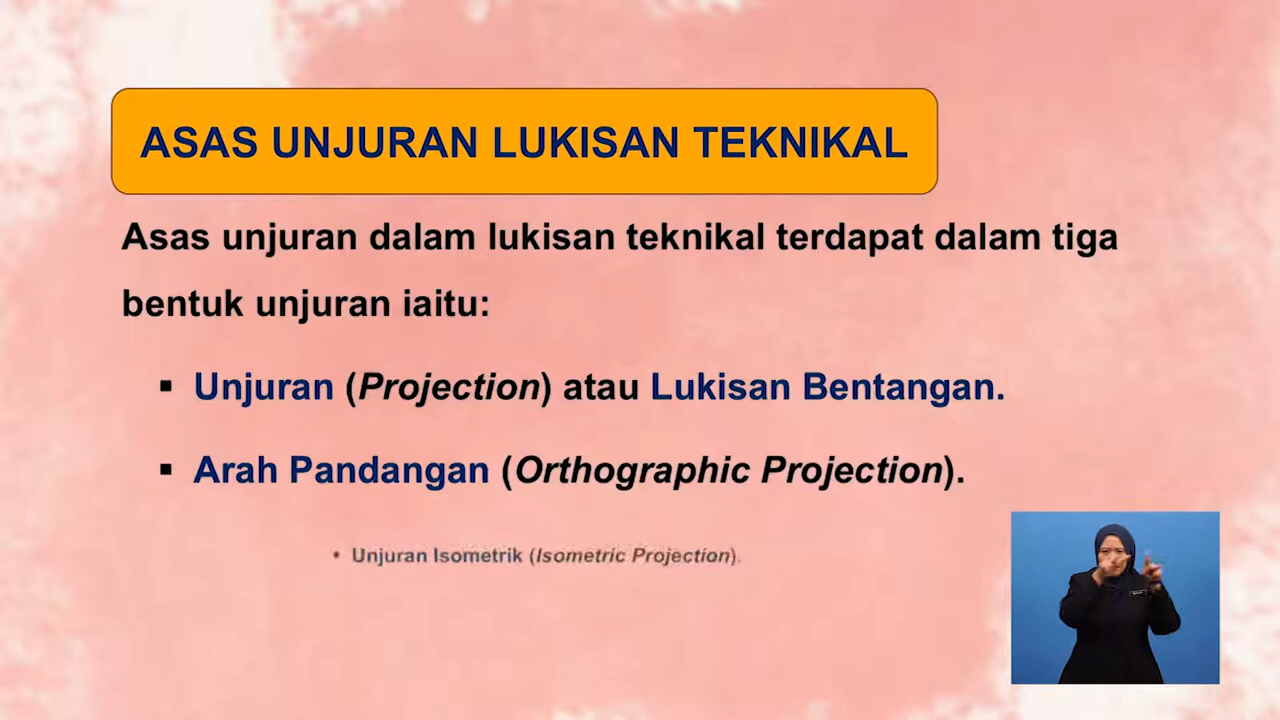 ASAS UNJURAN LUKISAN TEKNIKAL
Asas unjuran dalam lukisan teknikal terdapat dalam tiga
bentuk unjuran iaitu:
▪ Unjuran (Projection) atau Lukisan Bentangan.
▪ Arah Pandangan (Orthographic Projection).
• Unjuran Isometrik (Isometric Projection).